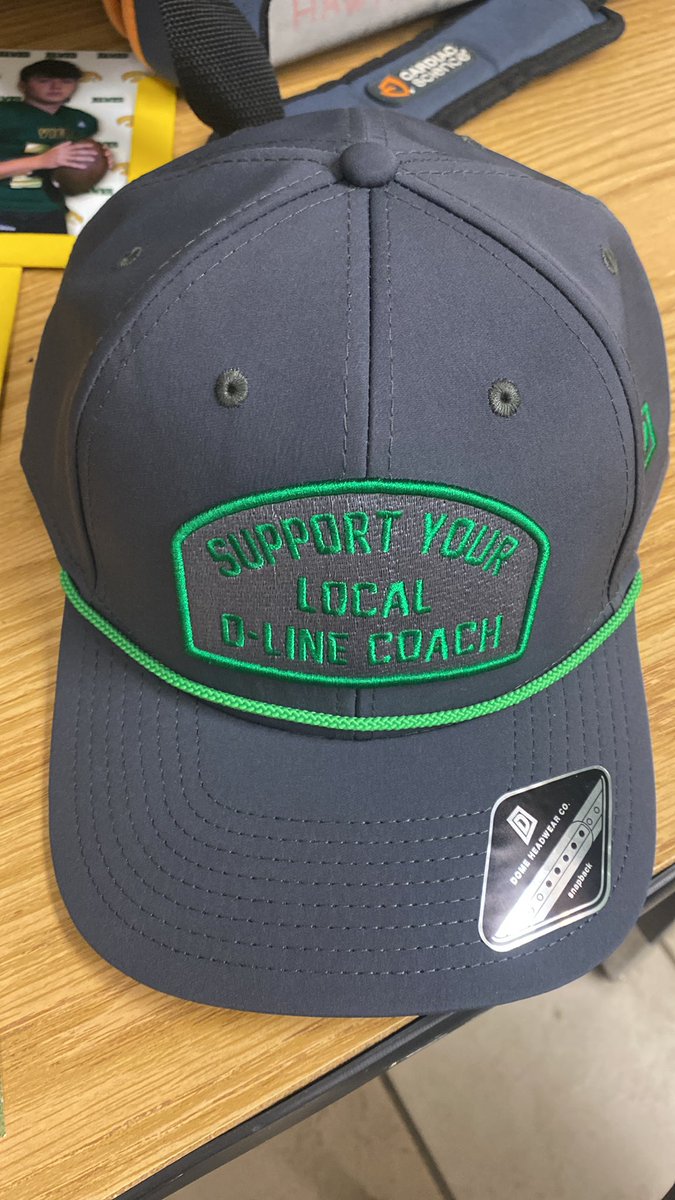 CARDIAC
science
SUPPORT YOUR
LOCAL
D-LINE COACH
D
DOME HEADWEAR CO.
snapback